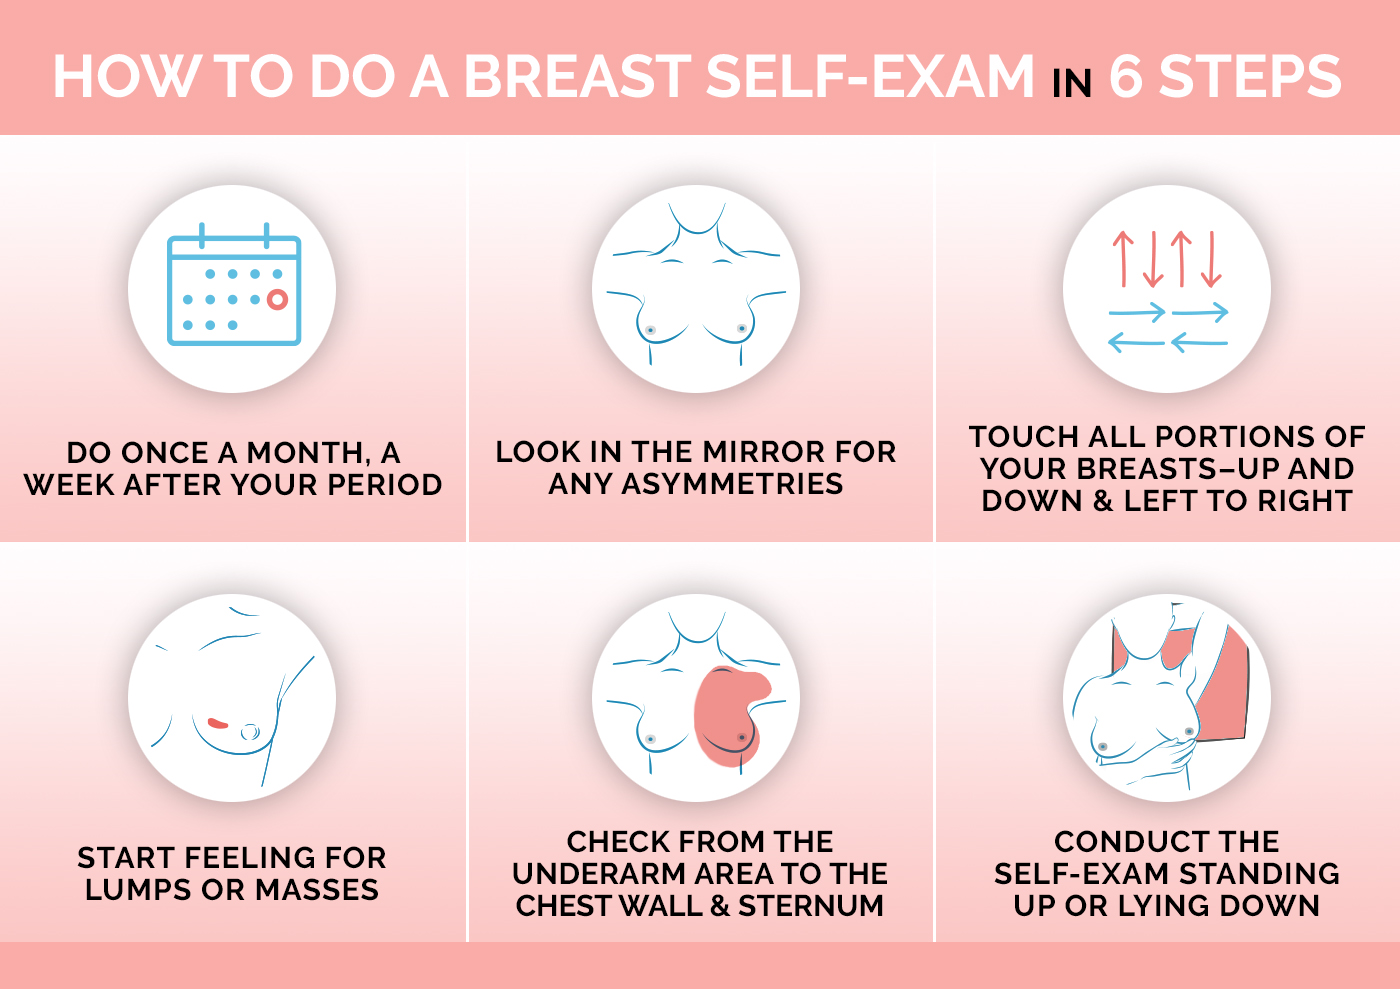 HOW TO DO A BREAST SELF-EXAM IN 6 STEPS
DO ONCE A MONTH, A
WEEK AFTER YOUR PERIOD
LOOK IN THE MIRROR FOR
ANY ASYMMETRIES
TOUCH ALL PORTIONS OF
YOUR BREASTS–UP AND
DOWN & LEFT TO RIGHT
START FEELING FOR
LUMPS OR MASSES
CHECK FROM THE
UNDERARM AREA TO THE
CHEST WALL & STERNUM
CONDUCT THE
SELF-EXAM STANDING
UP OR LYING DOWN